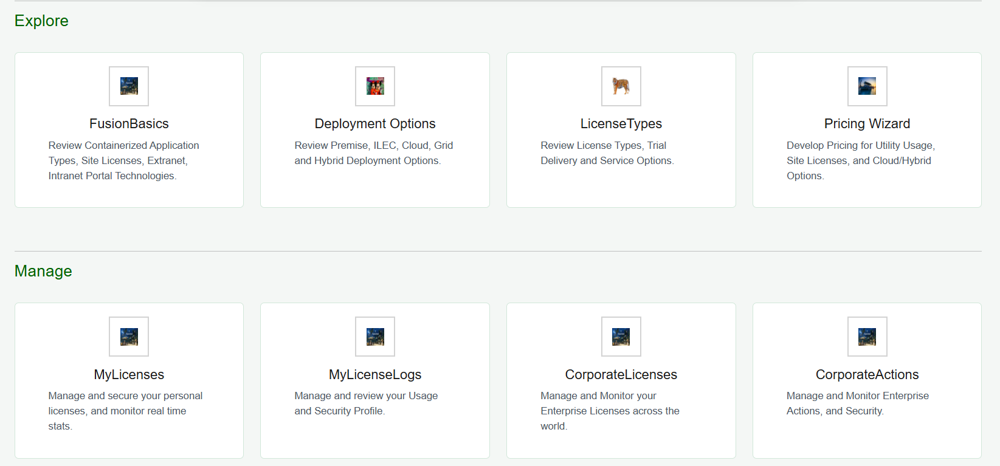 Explore
FusionBasics
Review Containerized Application
Types, Site Licenses, Extranet,
Intranet Portal Technologies.
Deployment Options
Review Premise, ILEC, Cloud, Grid
and Hybrid Deployment Options.
LicenseTypes
Review License Types, Trial
Delivery and Service Options.
Pricing Wizard
Develop Pricing for Utility Usage,
Site Licenses, and Cloud/Hybrid
Options.
Manage
MyLicenses
Manage and secure your personal
licenses, and monitor real time
stats.
MyLicenseLogs
Manage and review your Usage
and Security Profile.
CorporateLicenses
Manage and Monitor your
Enterprise Licenses across the
world.
CorporateActions
Manage and Monitor Enterprise
Actions, and Security.